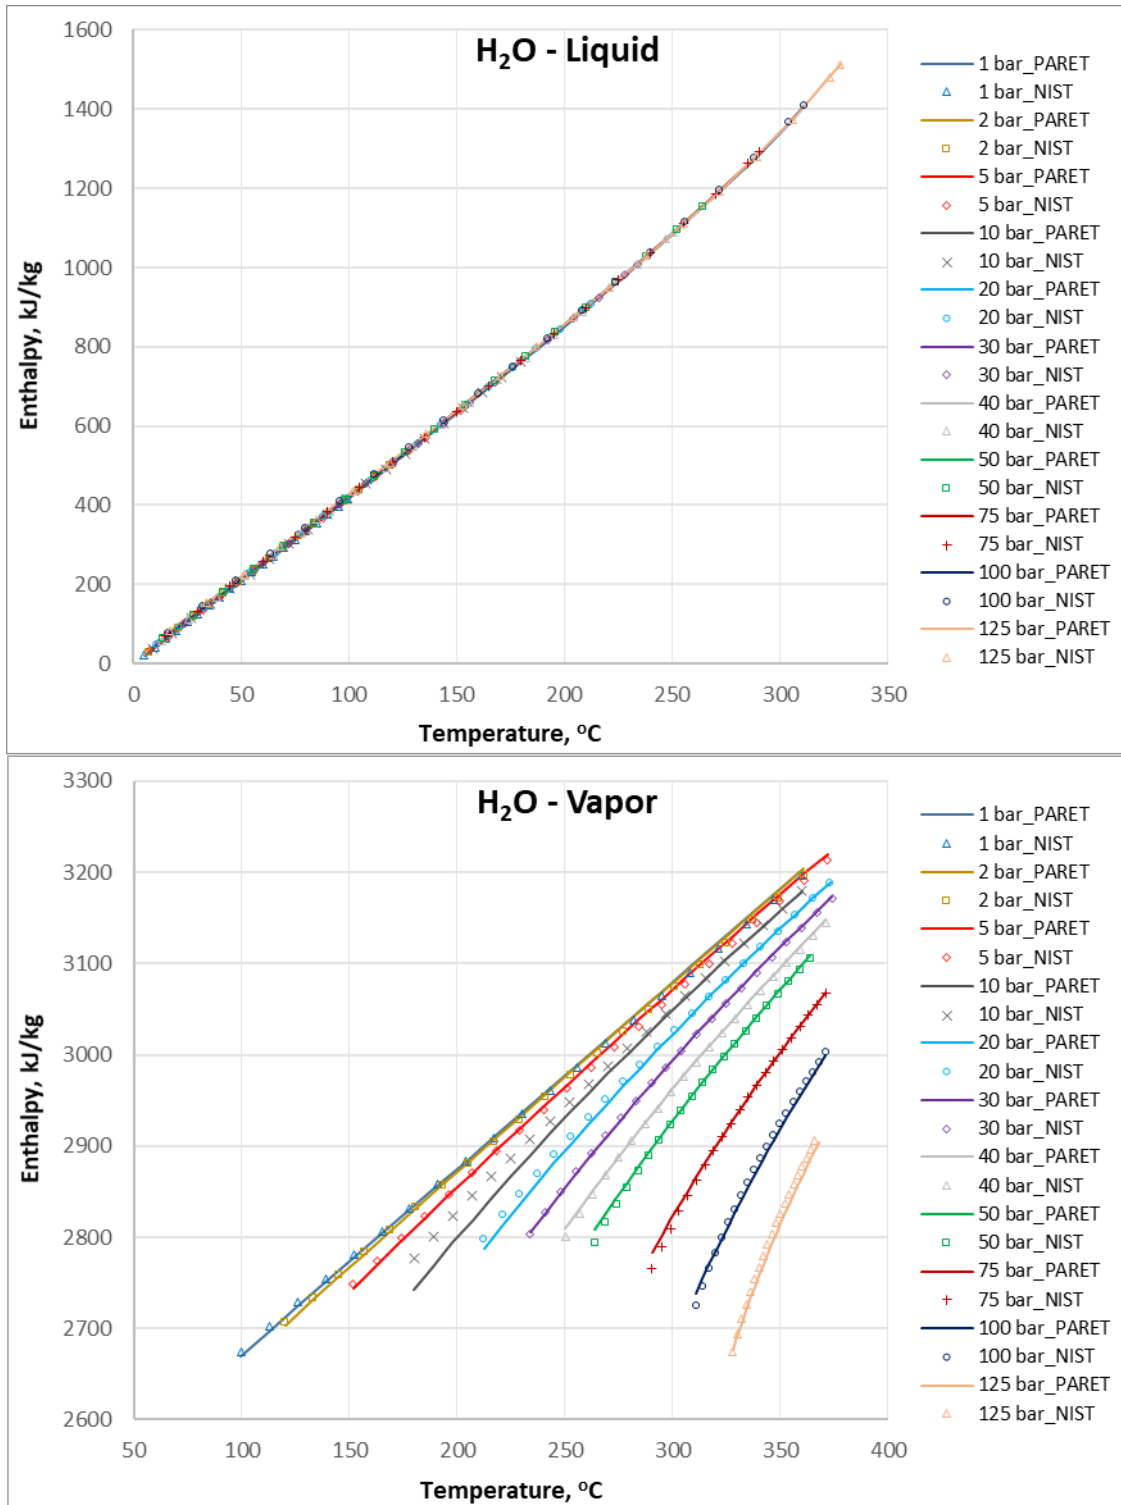 H₂O - Liquid
1600
1400
1200
1000
800
600
400
200
0
Enthalpy, kJ/kg
0 50 100 150 200 250 300 350
Temperature, ⁰C
1 bar_PARET
1 bar_NIST
2 bar_PARET
2 bar_NIST
5 bar_PARET
5 bar_NIST
10 bar_PARET
10 bar_NIST
20 bar_PARET
20 bar_NIST
30 bar_PARET
30 bar_NIST
40 bar_PARET
40 bar_NIST
50 bar_PARET
50 bar_NIST
75 bar_PARET
75 bar_NIST
100 bar_PARET
100 bar_NIST
125 bar_PARET
125 bar_NIST
H₂O - Vapor
3300
3200
3100
3000
2900
2800
2700
2600
Enthalpy, kJ/kg
50 100 150 200 250 300 350 400
Temperature, ⁰C
1 bar_PARET
1 bar_NIST
2 bar_PARET
2 bar_NIST
5 bar_PARET
5 bar_NIST
10 bar_PARET
10 bar_NIST
20 bar_PARET
20 bar_NIST
30 bar_PARET
30 bar_NIST
40 bar_PARET
40 bar_NIST
50 bar_PARET
50 bar_NIST
75 bar_PARET
75 bar_NIST
100 bar_PARET
100 bar_NIST
125 bar_PARET
125 bar_NIST